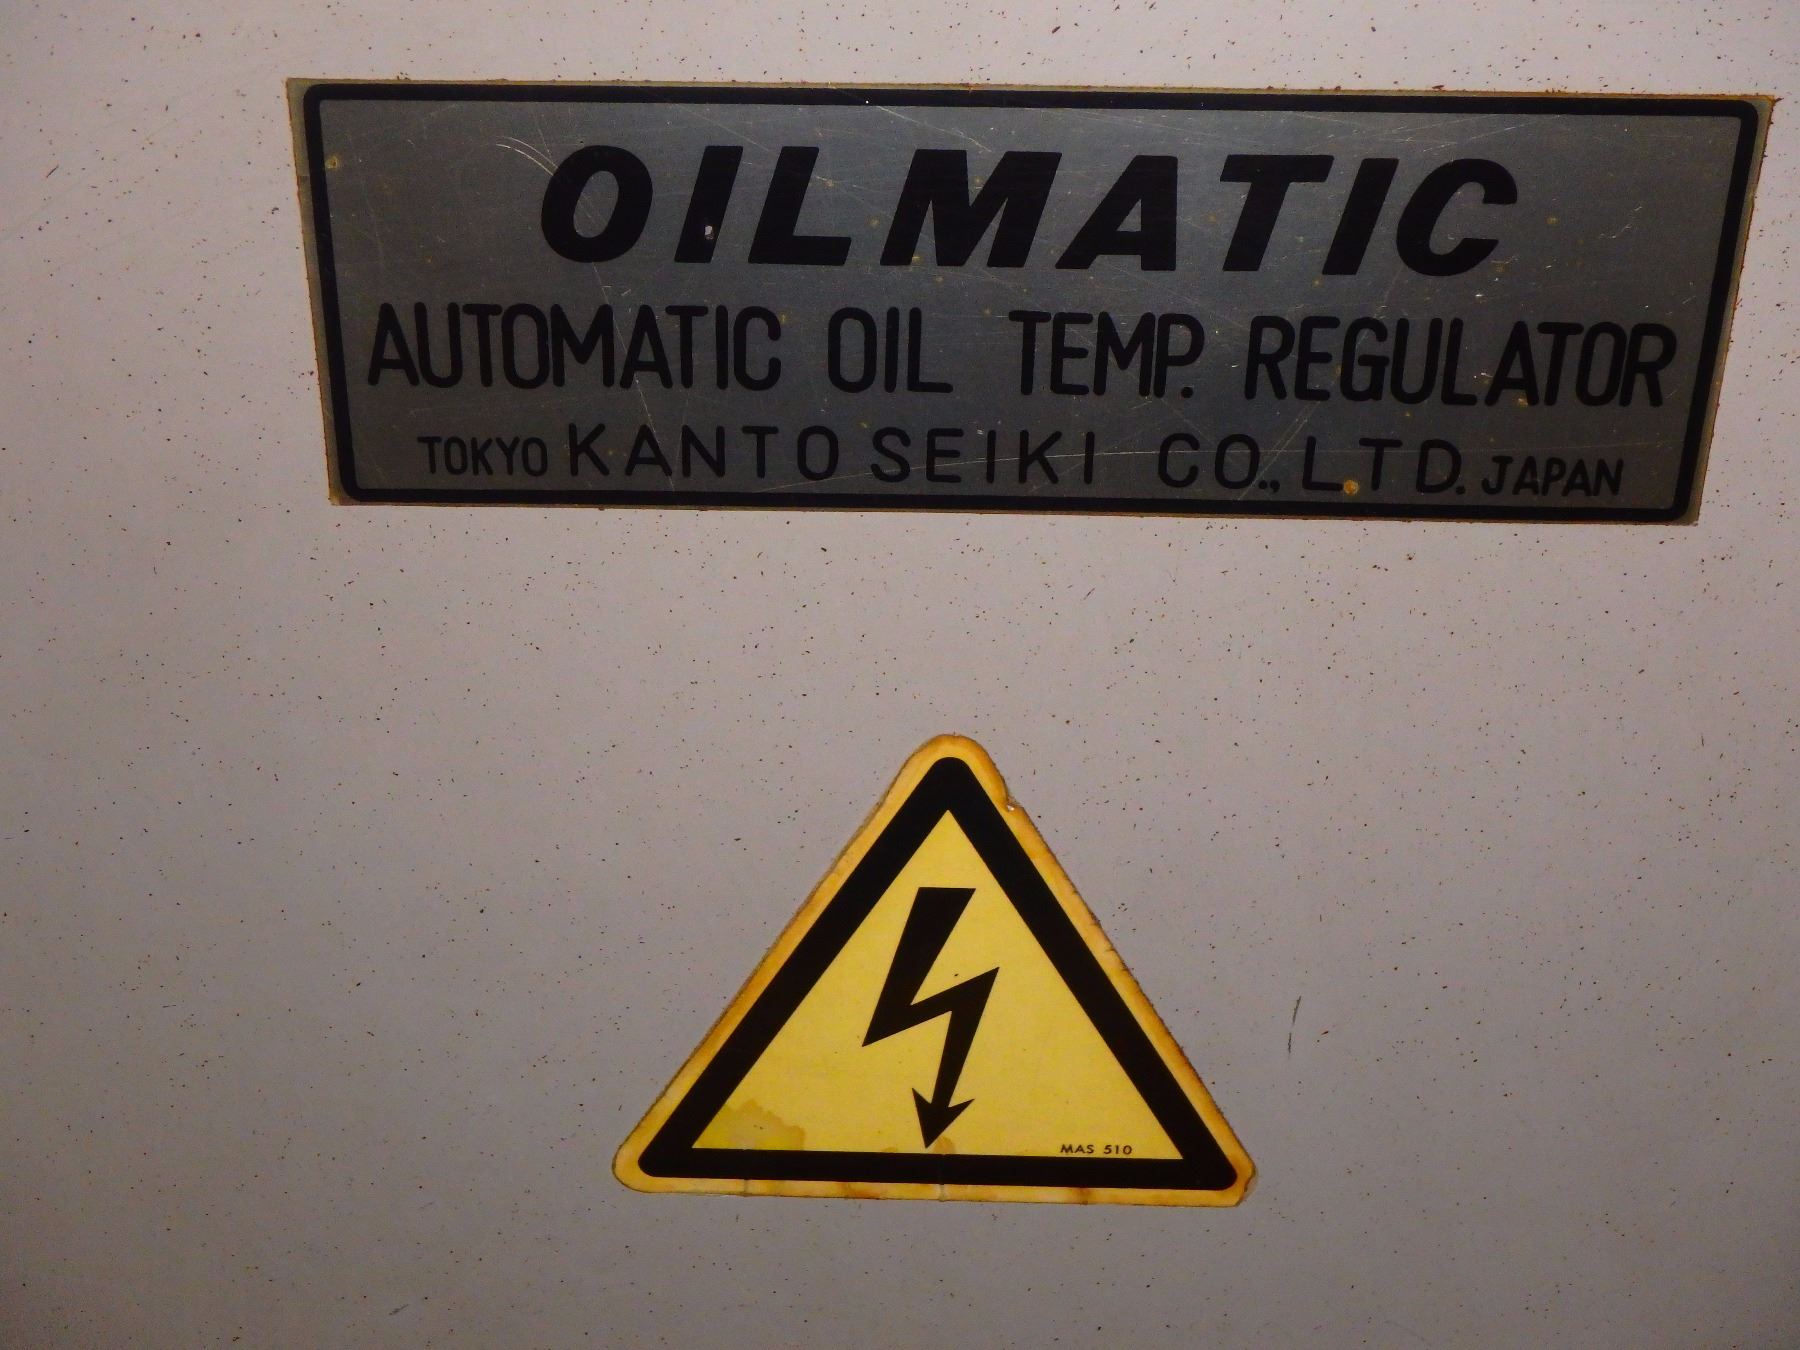 OILMATIC
AUTOMATIC OIL TEMP. REGULATOR
TOKYO KANTO SEIKI CO., LTD. JAPAN
MAS 510